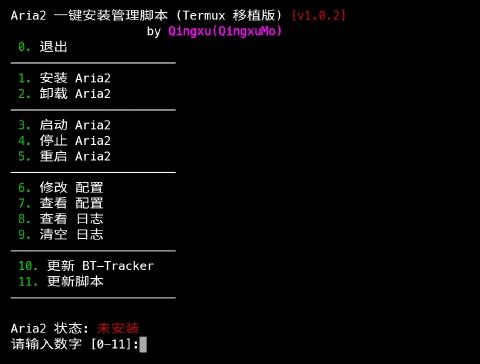 Aria2 一键安装管理脚本 (Termux 移植版) [v1.0.2]
by Qingxu(QingxuMo)
0. 退出
1. 安装 Aria2
2. 卸载 Aria2
3. 启动 Aria2
4. 停止 Aria2
5. 重启 Aria2
6. 修改 配置
7. 查看 配置
8. 查看 日志
9. 清空 日志
10. 更新 BT-Tracker
11. 更新脚本
Aria2 状态: 未安装
请输入数字 [0-11]: